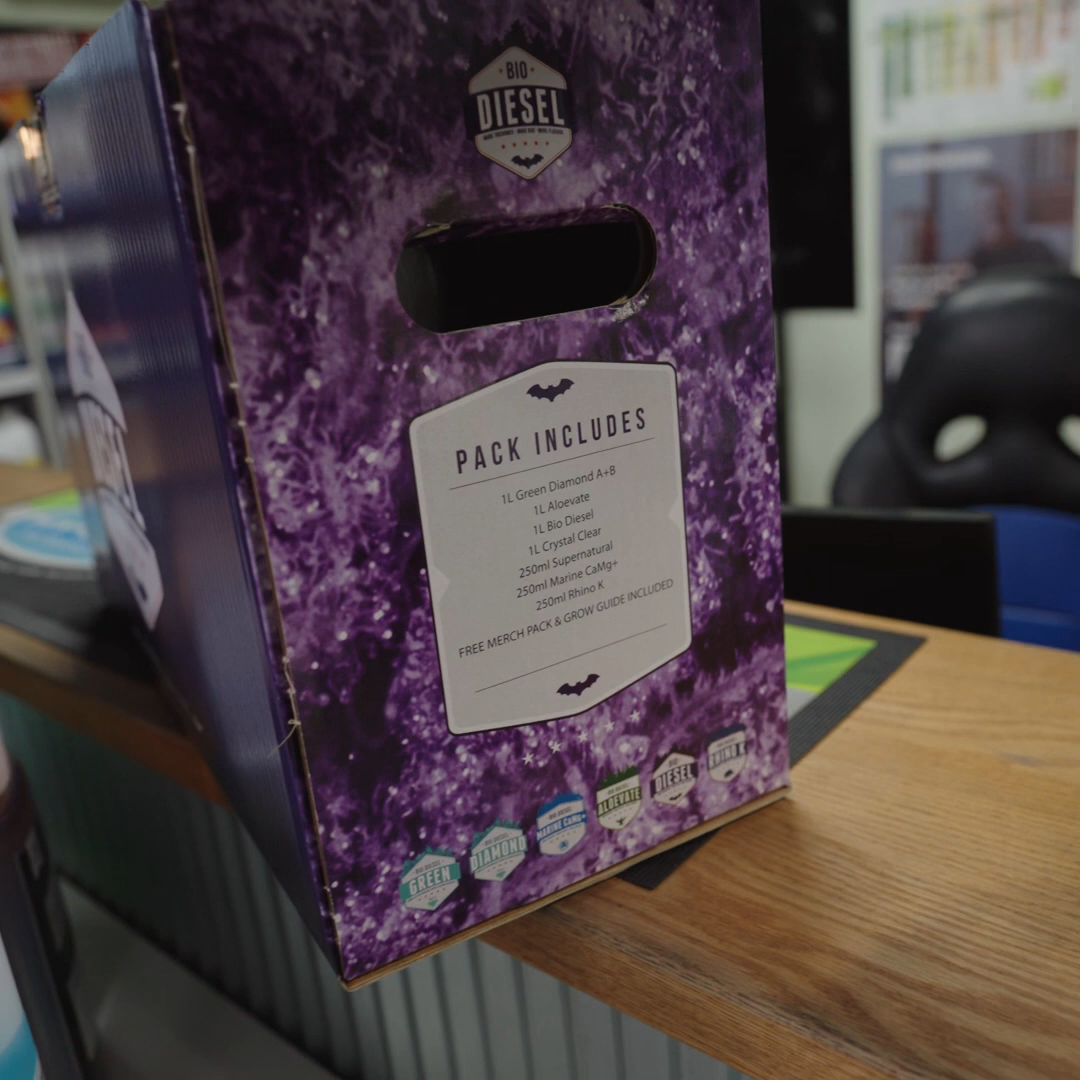 BIO
DIESEL
PACK INCLUDES
1L Green Diamond A+B
1L Aloevate
1L Bio Diesel
1L Crystal Clear
250ml Supernatural
250ml Marine CaMg+
250ml Rhino K
FREE MERCH PACK & GROW GUIDE INCLUDED
GREEN
DIAMOND
MARINE CaMg+
ALOEVATE
BIO
DIESEL
RHINO K